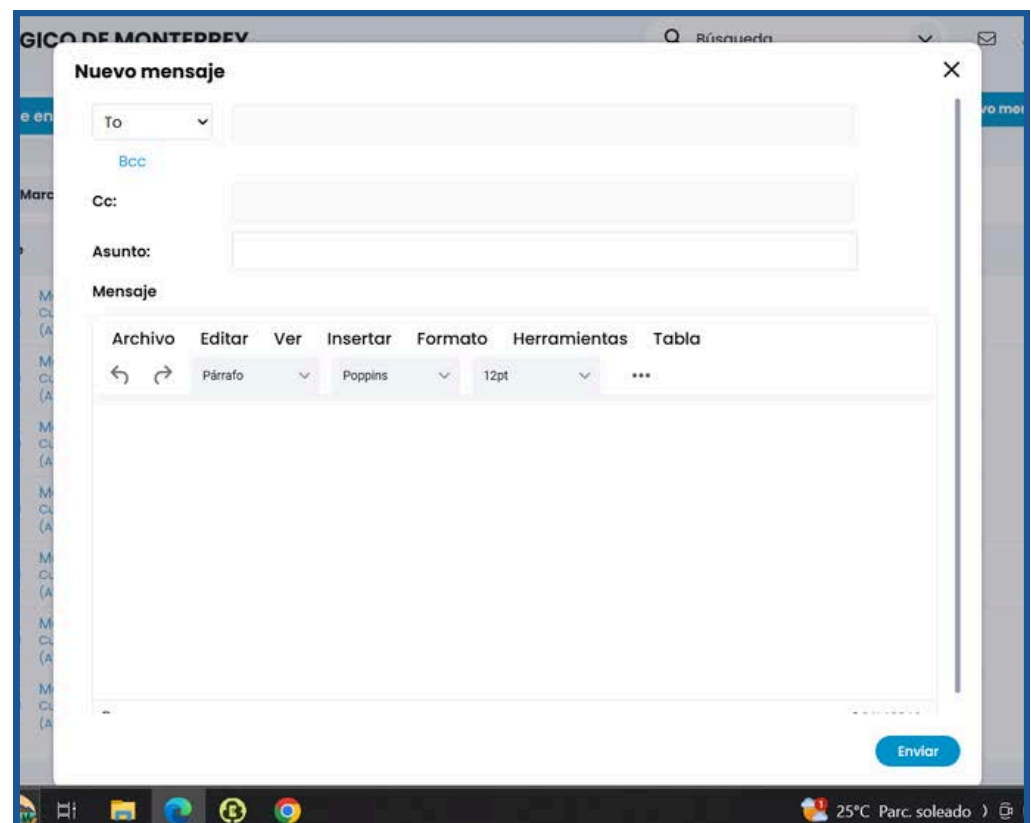 DE MONTERREY
Búsqueda
Nuevo mensaje
To
Bcc
Cc:
Marc
Asunto:
Mensaje
Archivo Editar Ver Insertar Formato Herramientas Tabla
Párrafo Poppins 12pt
Enviar
25°C Parc. soleado